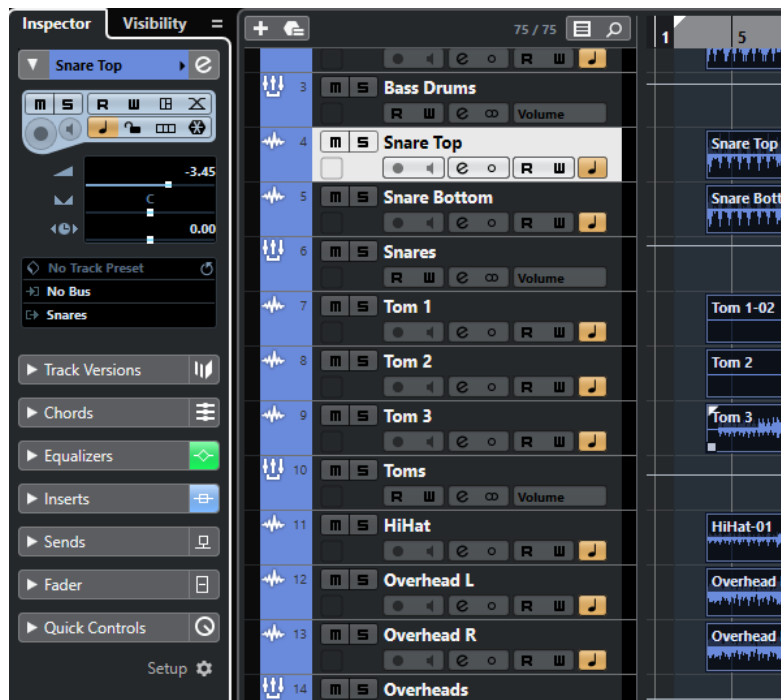 Inspector Visibility
75 / 75
1 5
Snare Top e
m S R W
-3.45
C
0.00
No Track Preset
No Bus
Snares
Track Versions
Chords
Equalizers
Inserts
Sends
Fader
Quick Controls
Setup
e R W
3 m S Bass Drums
R W e Volume
4 m S Snare Top
e R W
5 m S Snare Bottom
e R W
6 m S Snares
R W e Volume
7 m S Tom 1
e R W
8 m S Tom 2
e R W
9 m S Tom 3
e R W
10 m S Toms
R W e Volume
11 m S HiHat
e R W
12 m S Overhead L
e R W
13 m S Overhead R
e R W
14 m S Overheads
Snare Top
Snare Bott
Tom 1-02
Tom 2
Tom 3
HiHat-01
Overhead
Overhead